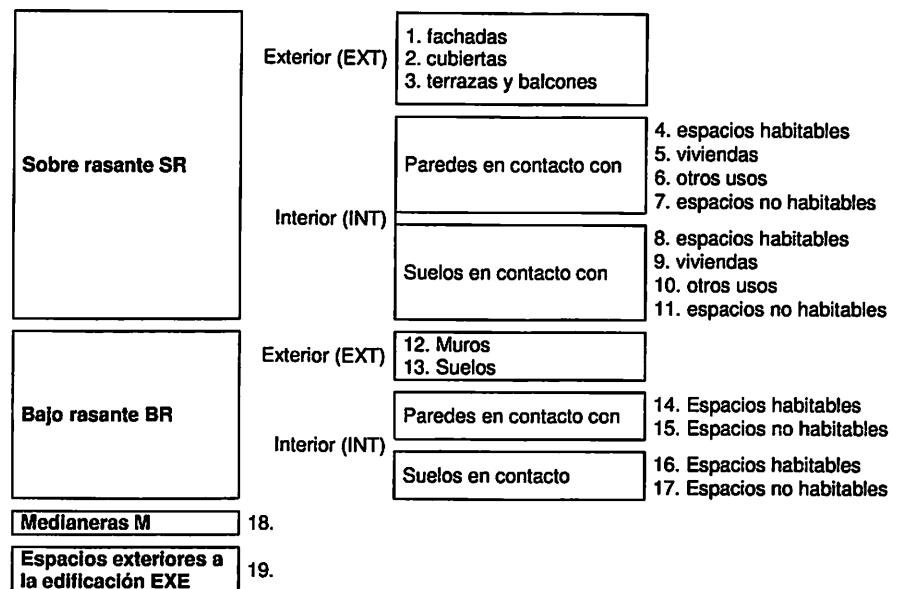 Sobre rasante SR
Exterior (EXT)
1. fachadas
2. cubiertas
3. terrazas y balcones
Interior (INT)
Paredes en contacto con
4. espacios habitables
5. viviendas
6. otros usos
7. espacios no habitables
Suelos en contacto con
8. espacios habitables
9. viviendas
10. otros usos
11. espacios no habitables
Bajo rasante BR
Exterior (EXT)
12. Muros
13. Suelos
Interior (INT)
Paredes en contacto con
14. Espacios habitables
15. Espacios no habitables
Suelos en contacto
16. Espacios habitables
17. Espacios no habitables
Medianeras M
18.
Espacios exteriores a
la edificación EXE
19.